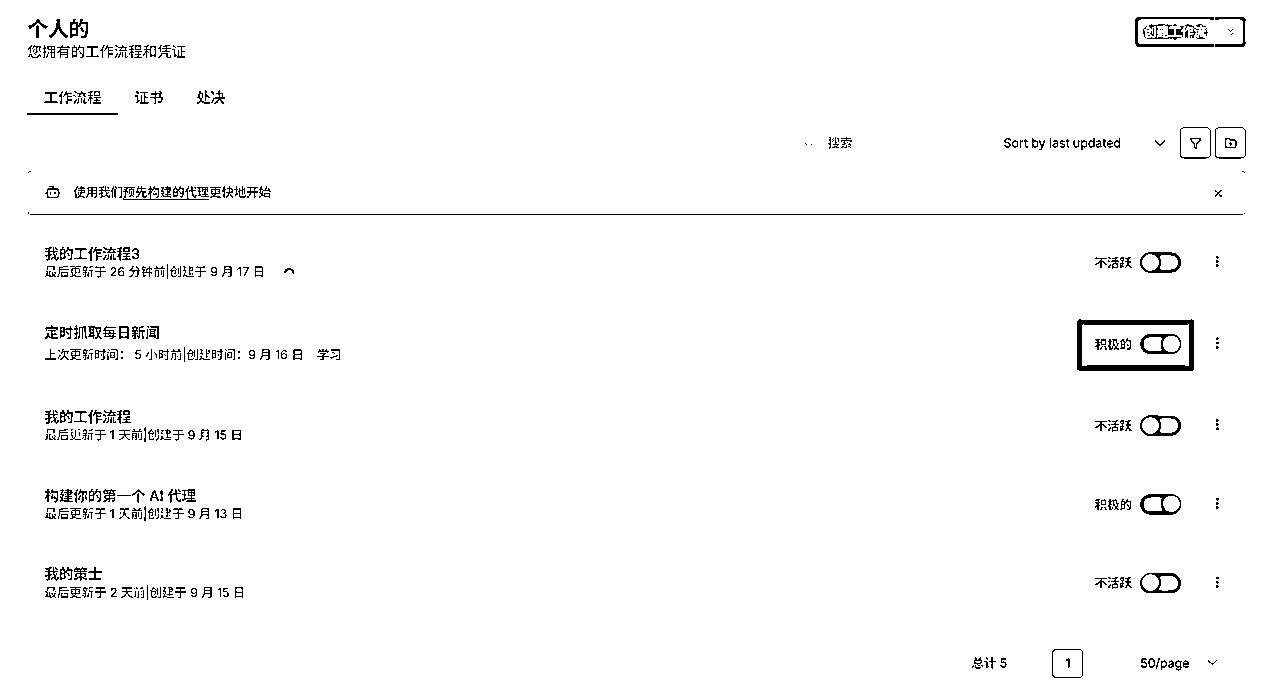 个人的
您拥有的工作流程和凭证
创建工作流
工作流程 证书 处决
搜索 Sort by last updated
使用我们预先构建的代理更快地开始
我的工作流程3
最后更新于 26 分钟前|创建于 9 月 17 日
不活跃
定时抓取每日新闻
上次更新时间： 5 小时前|创建时间：9 月 16 日 学习
积极的
我的工作流程
最后更新于 1 天前|创建于 9 月 15 日
不活跃
构建你的第一个 AI 代理
最后更新于 1 天前|创建于 9 月 13 日
积极的
我的策士
最后更新于 2 天前|创建于 9 月 15 日
不活跃
总计 5 1 50/page